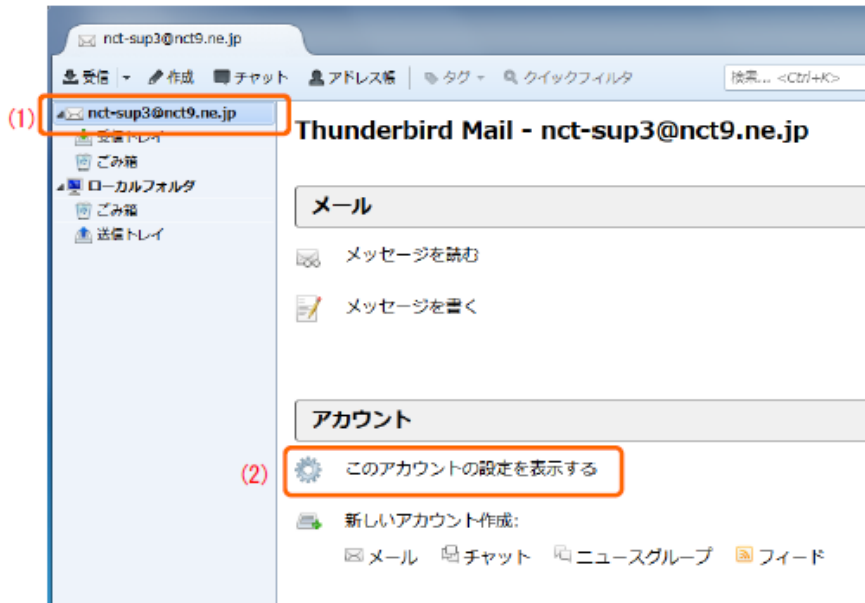 nct-sup3@nct9.ne.jp
受信 作成 チャット アドレス帳 タグ クイックフィルタ 検索... <Ctrl+K>
(1)
nct-sup3@nct9.ne.jp
受信トレイ
ごみ箱
ローカルフォルダ
ごみ箱
送信トレイ
Thunderbird Mail - nct-sup3@nct9.ne.jp
メール
メッセージを読む
メッセージを書く
アカウント
(2)
このアカウントの設定を表示する
新しいアカウント作成:
メール チャット ニュースグループ フィード